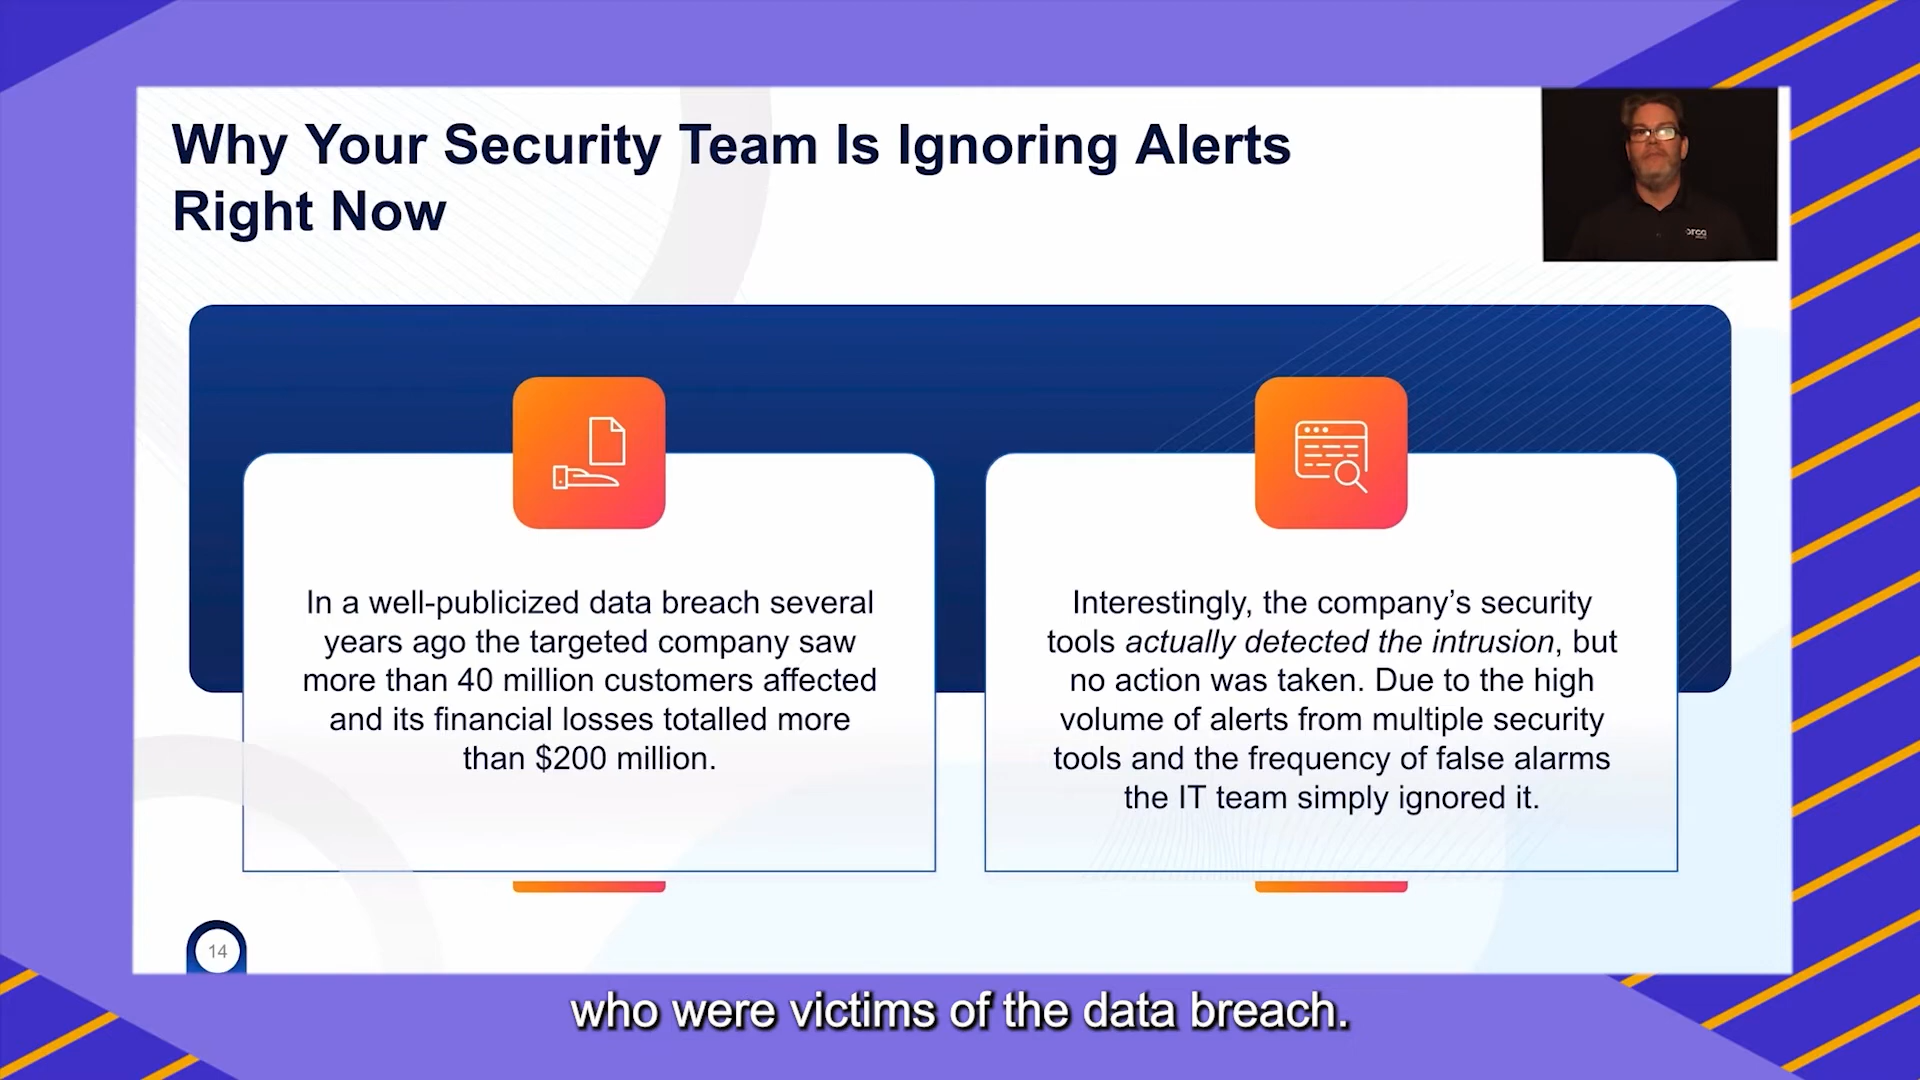 Why Your Security Team Is Ignoring Alerts
Right Now
orca
In a well-publicized data breach several
years ago the targeted company saw
more than 40 million customers affected
and its financial losses totalled more
than $200 million.
Interestingly, the company’s security
tools actually detected the intrusion, but
no action was taken. Due to the high
volume of alerts from multiple security
tools and the frequency of false alarms
the IT team simply ignored it.
14
who were victims of the data breach.